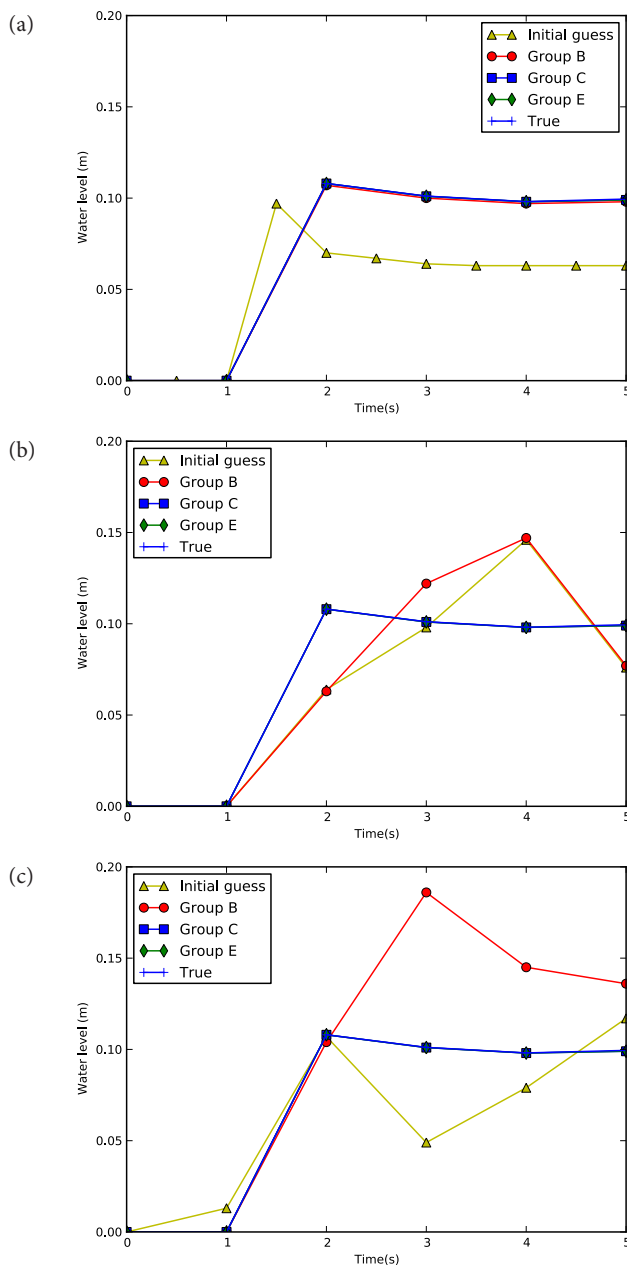 (a)
0.20
0.15
0.10
0.05
0.00
Water level (m)
Initial guess
Group B
Group C
Group E
True
0 1 2 3 4 5
Time(s)
(b)
0.20
0.15
0.10
0.05
0.00
Water level (m)
Initial guess
Group B
Group C
Group E
True
0 1 2 3 4 5
Time(s)
(c)
0.20
0.15
0.10
0.05
0.00
Water level (m)
Initial guess
Group B
Group C
Group E
True
0 1 2 3 4 5
Time(s)